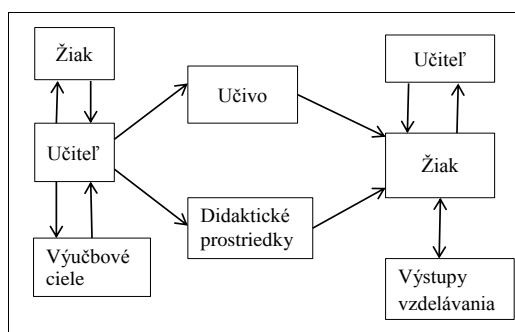 Žiak
Učiteľ
Výučbové
ciele
Učivo
Didaktické
prostriedky
Učiteľ
Žiak
Výstupy
vzdelávania